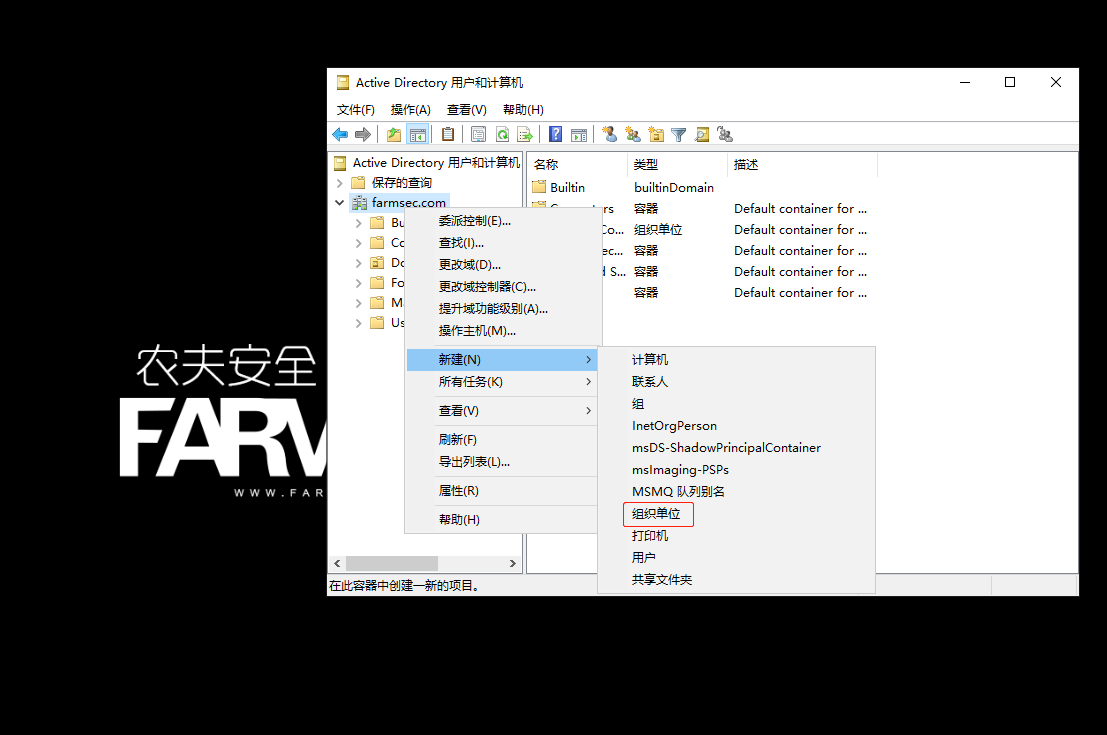 Active Directory 用户和计算机
文件(F) 操作(A) 查看(V) 帮助(H)
Active Directory 用户和计算机
保存的查询
farmsec.com
Bu
Co
Do
Fo
Ma
Us
名称 类型 描述
Builtin builtinDomain
容器 Default container for ...
Co... 组织单位 Default container for ...
ec... 容器 Default container for ...
d S... 容器 Default container for ...
容器 Default container for ...
委派控制(E)...
查找(I)...
更改域(D)...
更改域控制器(C)...
提升域功能级别(A)...
操作主机(M)...
新建(N)
所有任务(K)
查看(V)
刷新(F)
导出列表(L)...
属性(R)
帮助(H)
计算机
联系人
组
InetOrgPerson
msDS-ShadowPrincipalContainer
msImaging-PSPs
MSMQ 队列别名
组织单位
打印机
用户
共享文件夹
在此容器中创建一新的项目。
农夫安全
FARM
WWW.FAR